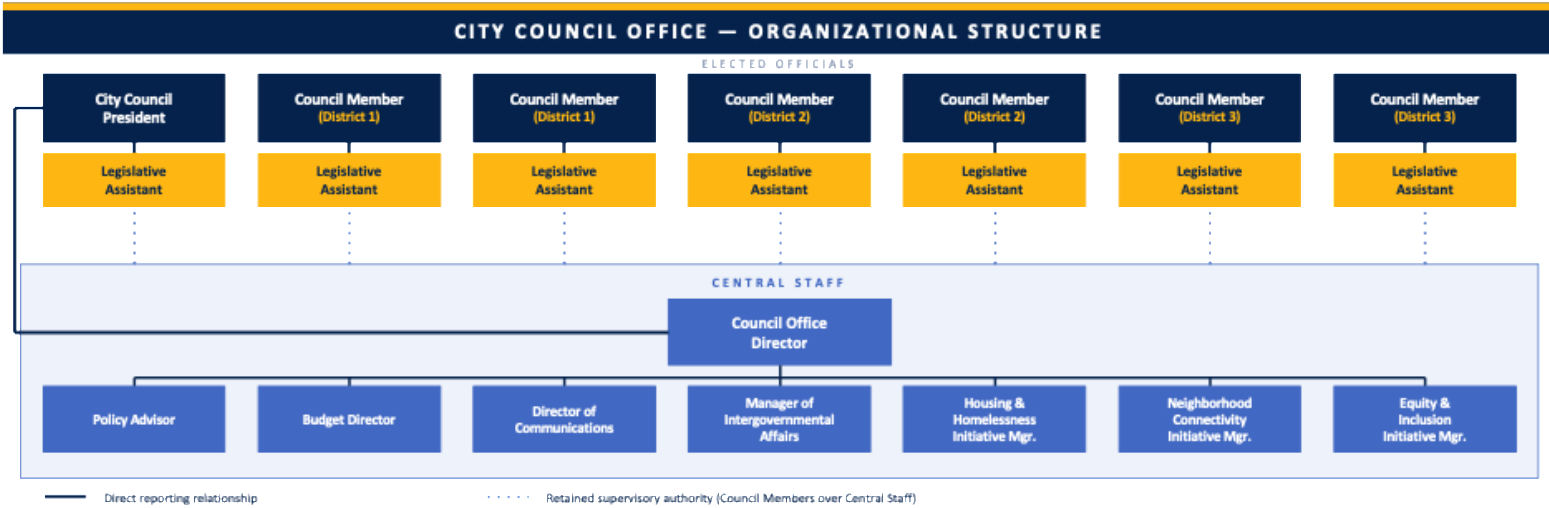 CITY COUNCIL OFFICE — ORGANIZATIONAL STRUCTURE
ELECTED OFFICIALS
City Council
President
Council Member
(District 1)
Council Member
(District 1)
Council Member
(District 2)
Council Member
(District 2)
Council Member
(District 3)
Council Member
(District 3)
Legislative
Assistant
Legislative
Assistant
Legislative
Assistant
Legislative
Assistant
Legislative
Assistant
Legislative
Assistant
Legislative
Assistant
CENTRAL STAFF
Council Office
Director
Policy Advisor
Budget Director
Director of
Communications
Manager of
Intergovernmental
Affairs
Housing &
Homelessness
Initiative Mgr.
Neighborhood
Connectivity
Initiative Mgr.
Equity &
Inclusion
Initiative Mgr.
Direct reporting relationship
Retained supervisory authority (Council Members over Central Staff)